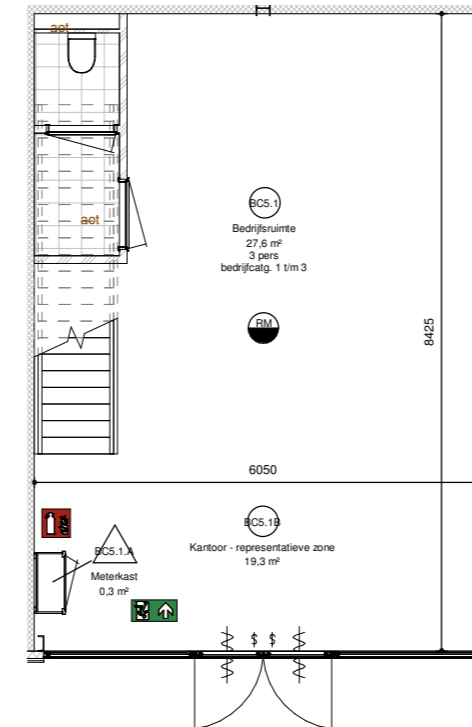 aot
aot
BC5.1
Bedrijfsruimte
27,6 m²
3 pers
bedrijfcatg. 1 t/m 3
RM
8425
6050
BC5.1B
Kantoor - representatieve zone
19,3 m²
BC5.1.A
Meterkast
0,3 m²
$ $